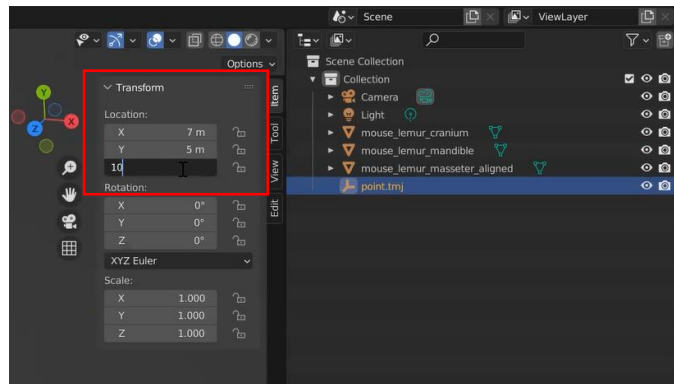 Scene
ViewLayer
Options
Transform
Location:
X 7 m
Y 5 m
10
Rotation:
X 0°
Y 0°
Z 0°
XYZ Euler
Scale:
X 1.000
Y 1.000
Z 1.000
Item
Tool
View
Edit
Y
Z
X
Scene Collection
Collection
Camera
Light
mouse_lemur_cranium
mouse_lemur_mandible
mouse_lemur_masseter_aligned
point.tmj